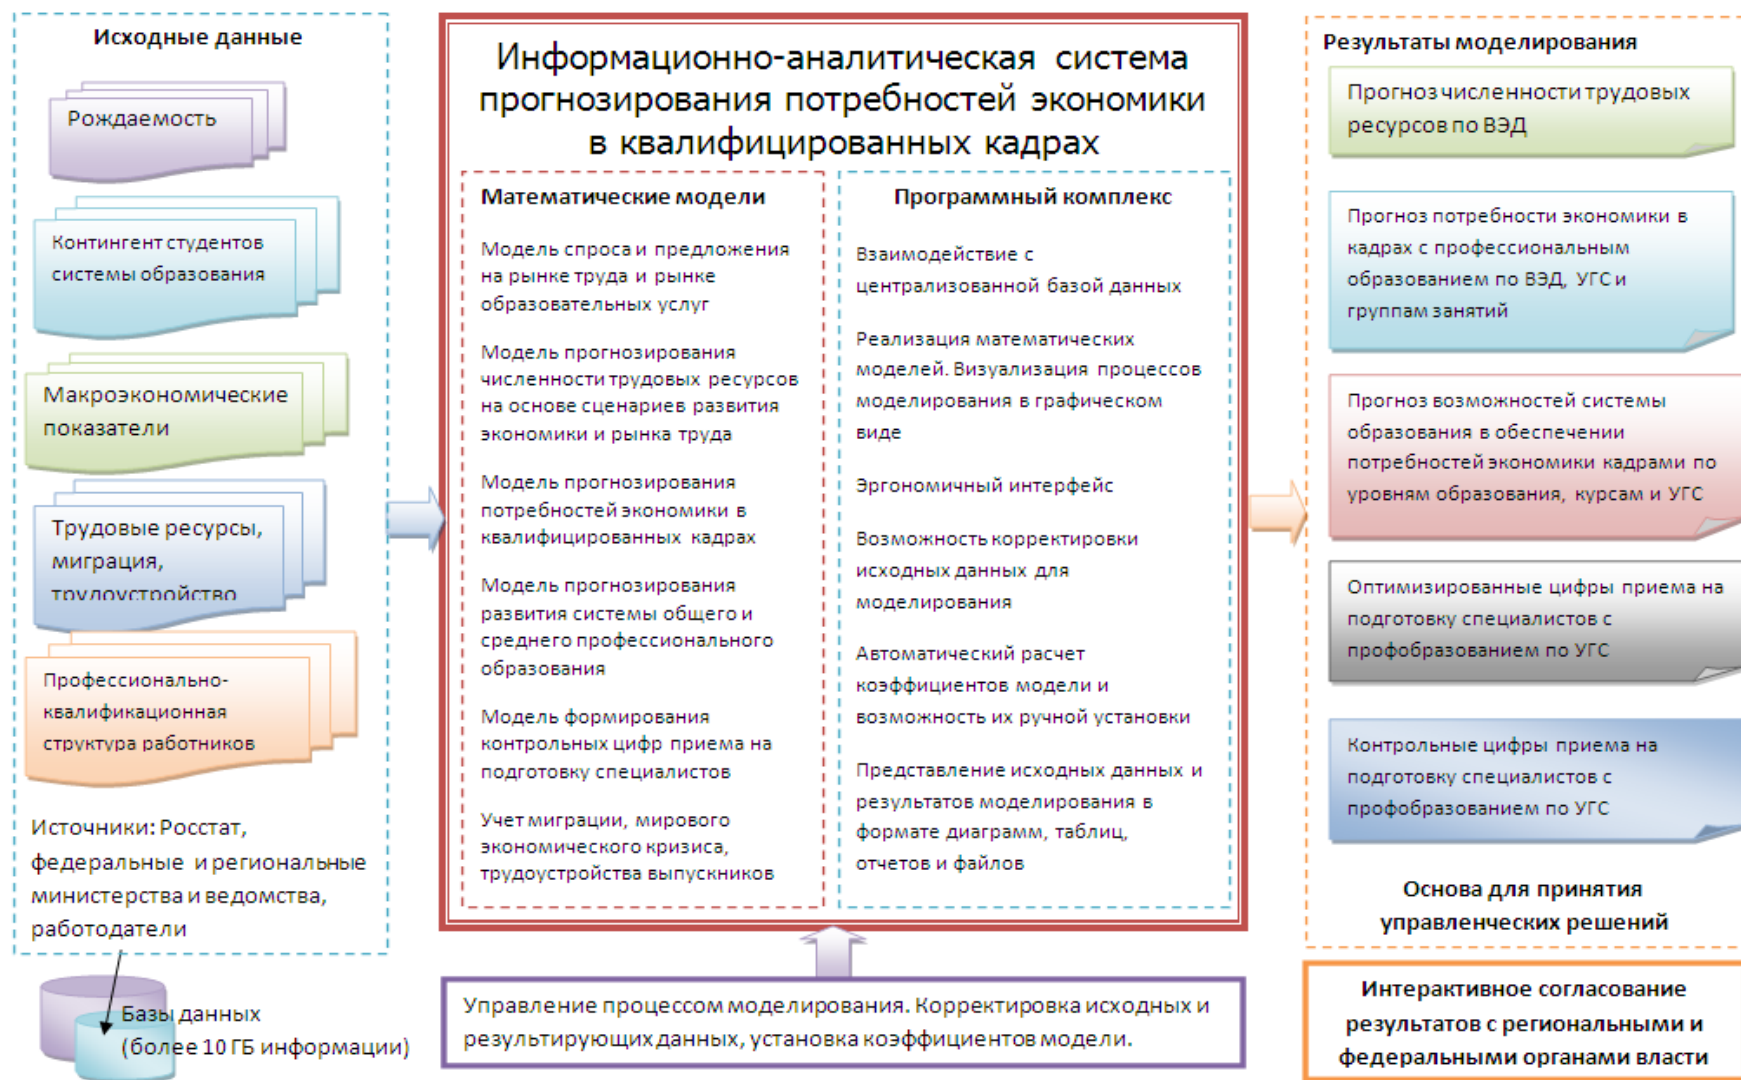 Исходные данные
Рождаемость
Контингент студентов
системы образования
Макроэкономические
показатели
Трудовые ресурсы,
миграция,
трудоустройство
Профессионально-
квалификационная
структура работников
Источники: Росстат,
федеральные и региональные
министерства и ведомства,
работодатели
Базы данных
(более 10 ГБ информации)
Информационно-аналитическая система
прогнозирования потребностей экономики
в квалифицированных кадрах
Математические модели
Модель спроса и предложения
на рынке труда и рынке
образовательных услуг
Модель прогнозирования
численности трудовых ресурсов
на основе сценариев развития
экономики и рынка труда
Модель прогнозирования
потребностей экономики в
квалифицированных кадрах
Модель прогнозирования
развития системы общего и
среднего профессионального
образования
Модель формирования
контрольных цифр приема на
подготовку специалистов
Учет миграции, мирового
экономического кризиса,
трудоустройства выпускников
Программный комплекс
Взаимодействие с
централизованной базой данных
Реализация математических
моделей. Визуализация процессов
моделирования в графическом
виде
Эргономичный интерфейс
Возможность корректировки
исходных данных для
моделирования
Автоматический расчет
коэффициентов модели и
возможность их ручной установки
Представление исходных данных и
результатов моделирования в
формате диаграмм, таблиц,
отчетов и файлов
Управление процессом моделирования. Корректировка исходных и
результирующих данных, установка коэффициентов модели.
Результаты моделирования
Прогноз численности трудовых
ресурсов по ВЭД
Прогноз потребности экономики в
кадрах с профессиональным
образованием по ВЭД, УГС и
группам занятий
Прогноз возможностей системы
образования в обеспечении
потребностей экономики кадрами по
уровням образования, курсам и УГС
Оптимизированные цифры приема на
подготовку специалистов с
профобразованием по УГС
Контрольные цифры приема на
подготовку специалистов с
профобразованием по УГС
Основа для принятия
управленческих решений
Интерактивное согласование
результатов с региональными и
федеральными органами власти